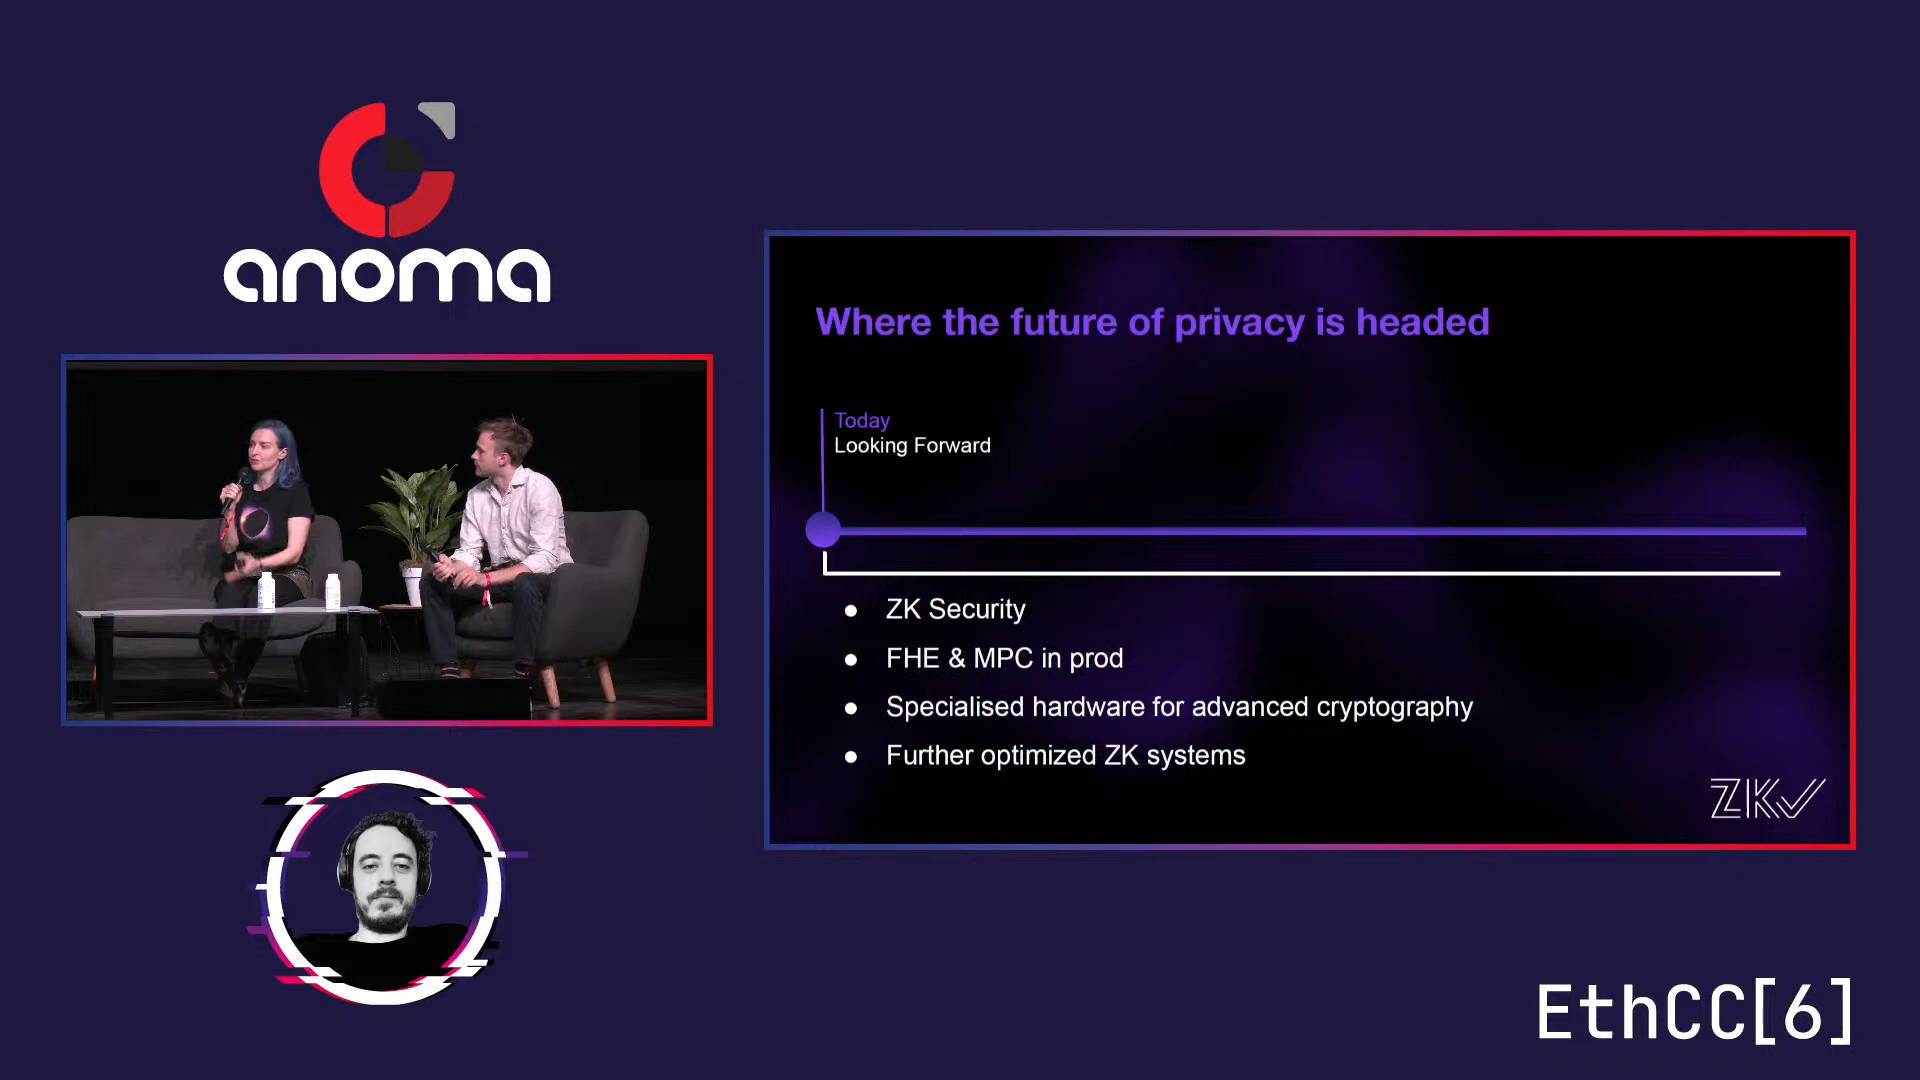 anoma
Where the future of privacy is headed
Today
Looking Forward
ZK Security
FHE & MPC in prod
Specialised hardware for advanced cryptography
Further optimized ZK systems
ZKV
EthCC[6]